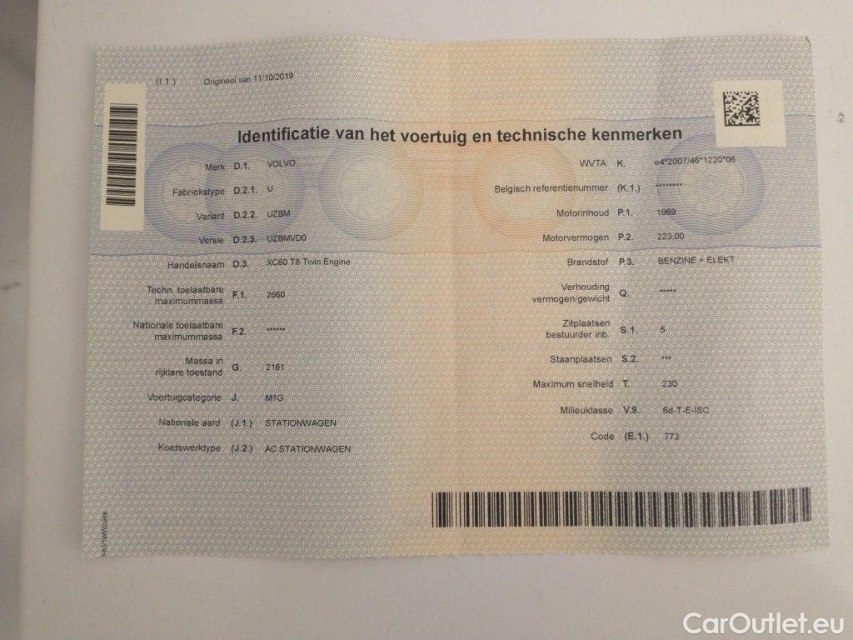 (I.1) Origineel van 11/10/2019
Identificatie van het voertuig en technische kenmerken
Merk D.1. VOLVO
Fabriekstype D.2.1. U
Variant D.2.2. UZBM
Versie D.2.3. UZBMVD0
Handelsnaam D.3. XC60 T8 Twin Engine
Techn. toelaatbare
maximummassa F.1. 2660
Nationale toelaatbare
maximummassa F.2. ******
Massa in
rijklare toestand G. 2161
Voertuigcategorie J. M1G
Nationale aard (J.1.) STATIONWAGEN
Koetswerktype (J.2.) AC STATIONWAGEN
WVTA K. e4*2007/46*1220*06
Belgisch referentienummer (K.1.) ********
Motorinhoud P.1. 1969
Motorvermogen P.2. 223,00
Brandstof P.3. BENZINE + ELEKT
Verhouding
vermogen/gewicht Q. *****
Zitplaatsen
bestuurder inb. S.1. 5
Staanplaatsen S.2. ***
Maximum snelheid T. 230
Milieuklasse V.9. 6d-T-E-ISC
Code (E.1.) 773
CarOutlet.eu